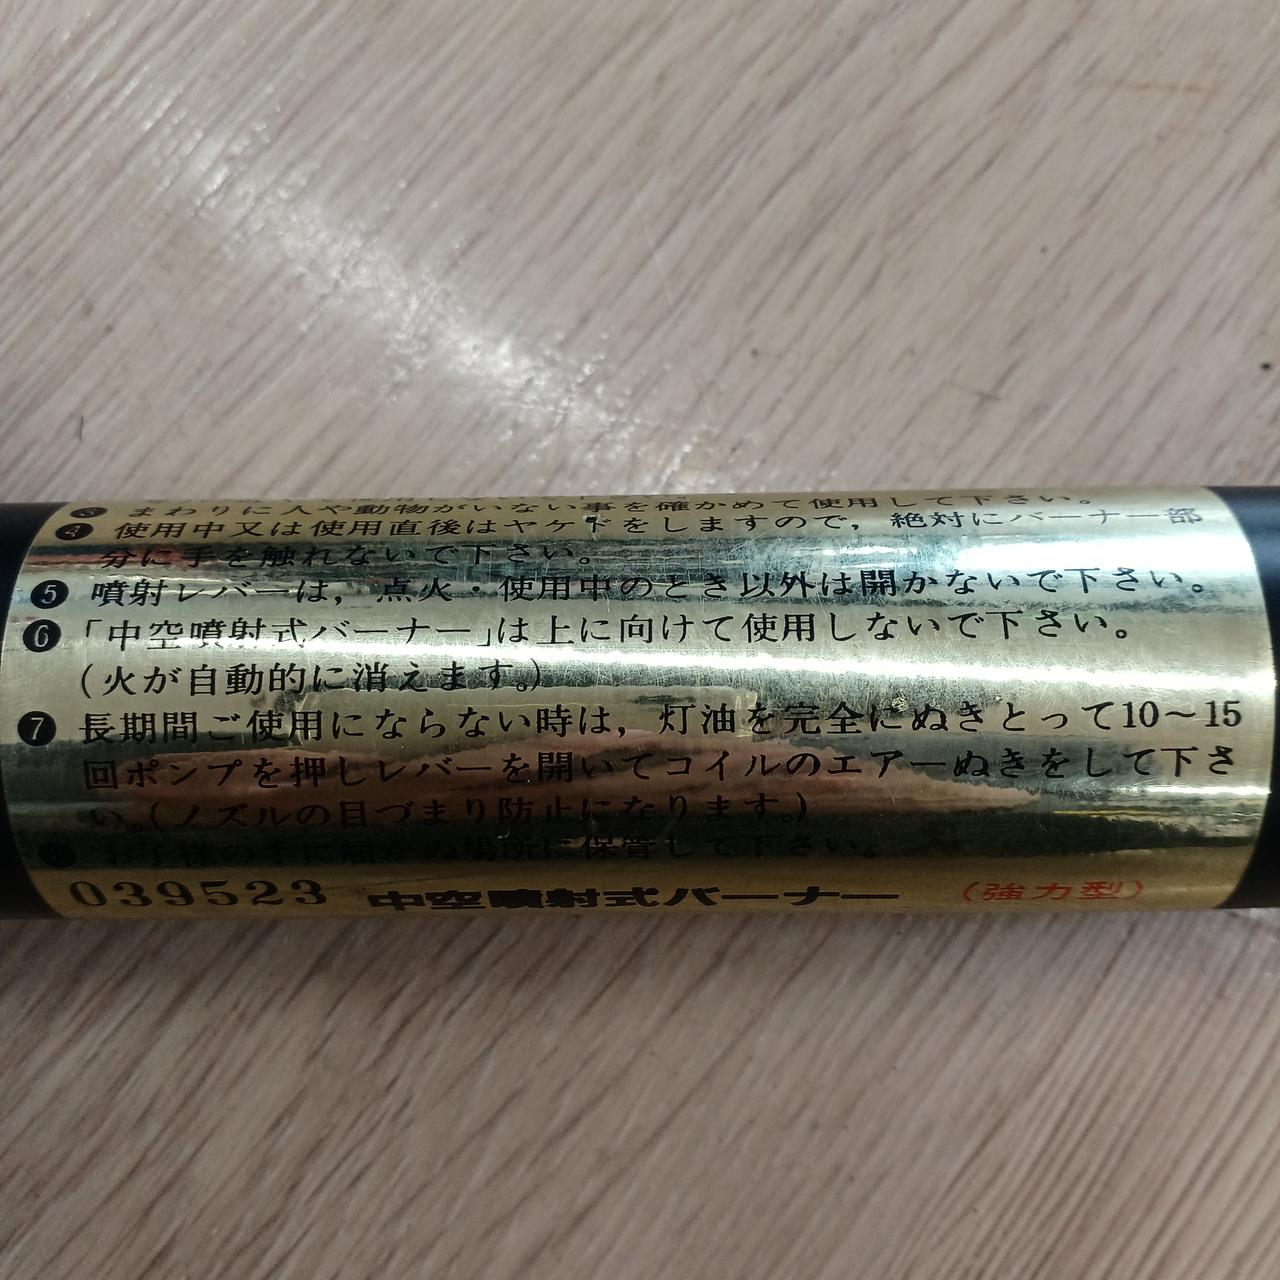 ❸ まわりに人や動物がいない事を確かめて使用して下さい。
❹ 使用中又は使用直後はヤケドをしますので，絶対にバーナー部
分に手を触れないで下さい。
❺ 噴射レバーは，点火・使用中のとき以外は開かないで下さい。
❻ 「中空噴射式バーナー」は上に向けて使用しないで下さい。
(火が自動的に消えます。)
❼ 長期間ご使用にならない時は，灯油を完全にぬきとって10〜15
回ポンプを押しレバーを開いてコイルのエアーぬきをして下さ
い。(ノズルの目づまり防止になります。)
❽ お子様の手に届かぬ場所に保管して下さい。
039523 中空噴射式バーナー (強力型)